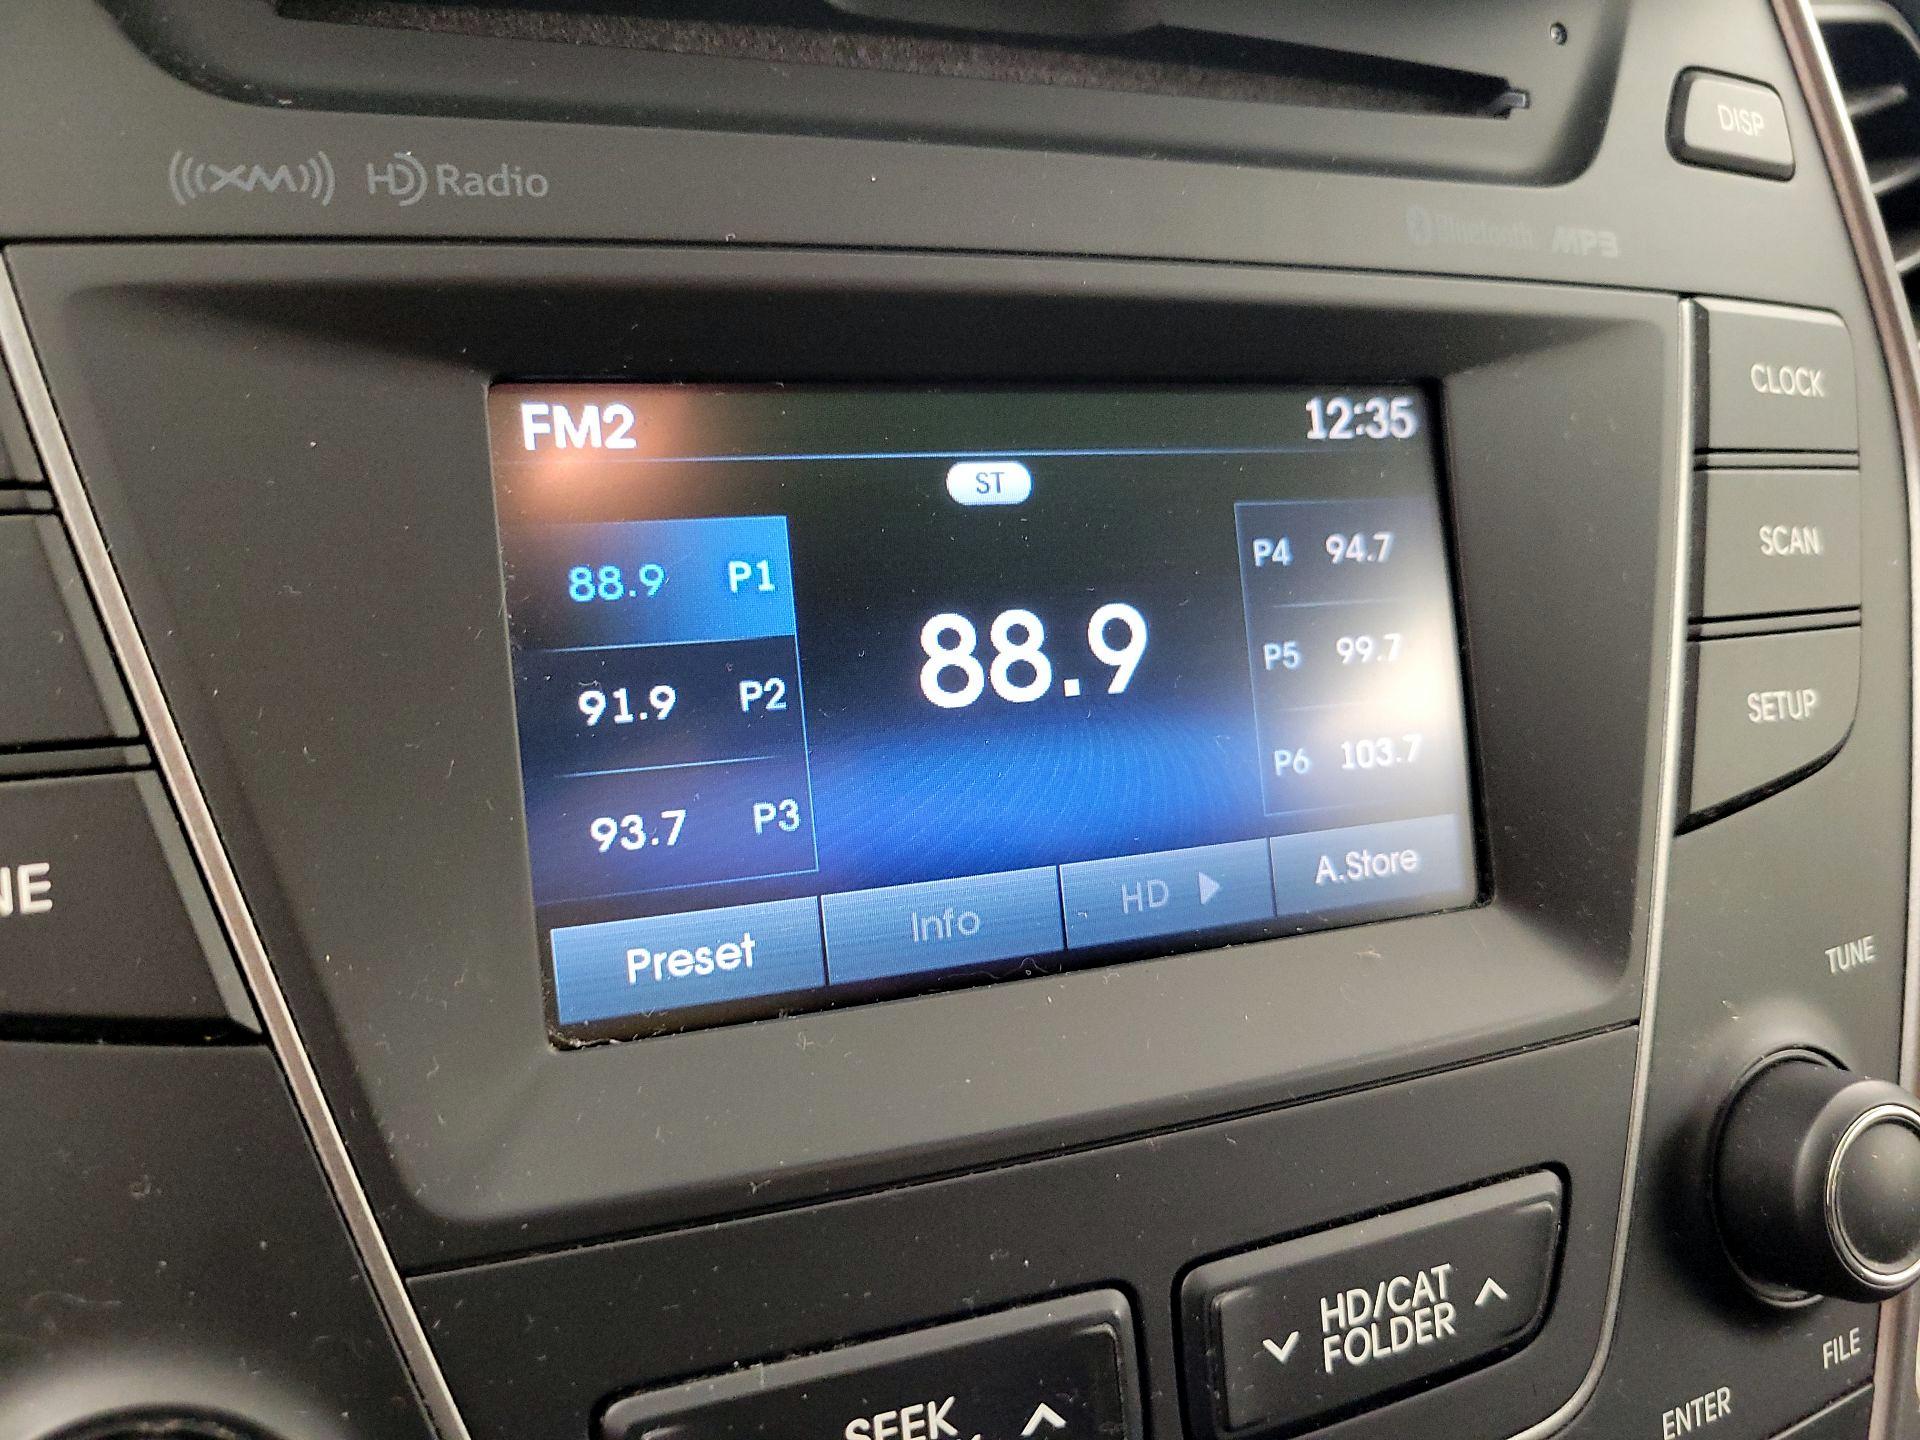 DISP
((XM)) HD Radio
Bluetooth MP3
FM2 12:35
ST
88.9 P1
91.9 P2
93.7 P3
88.9
P4 94.7
P5 99.7
P6 103.7
Preset Info HD ▶ A.Store
CLOCK
SCAN
SETUP
TUNE
HD/CAT
FOLDER
SEEK
FILE
ENTER